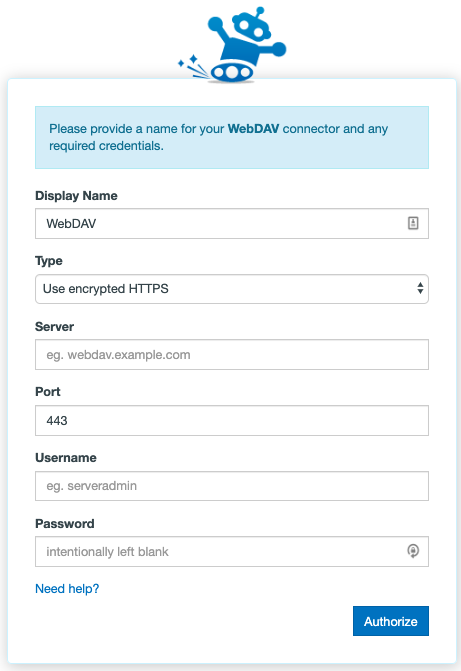 Please provide a name for your WebDAV connector and any
required credentials.
Display Name
WebDAV
Type
Use encrypted HTTPS
Server
eg. webdav.example.com
Port
443
Username
eg. serveradmin
Password
intentionally left blank
Need help?
Authorize